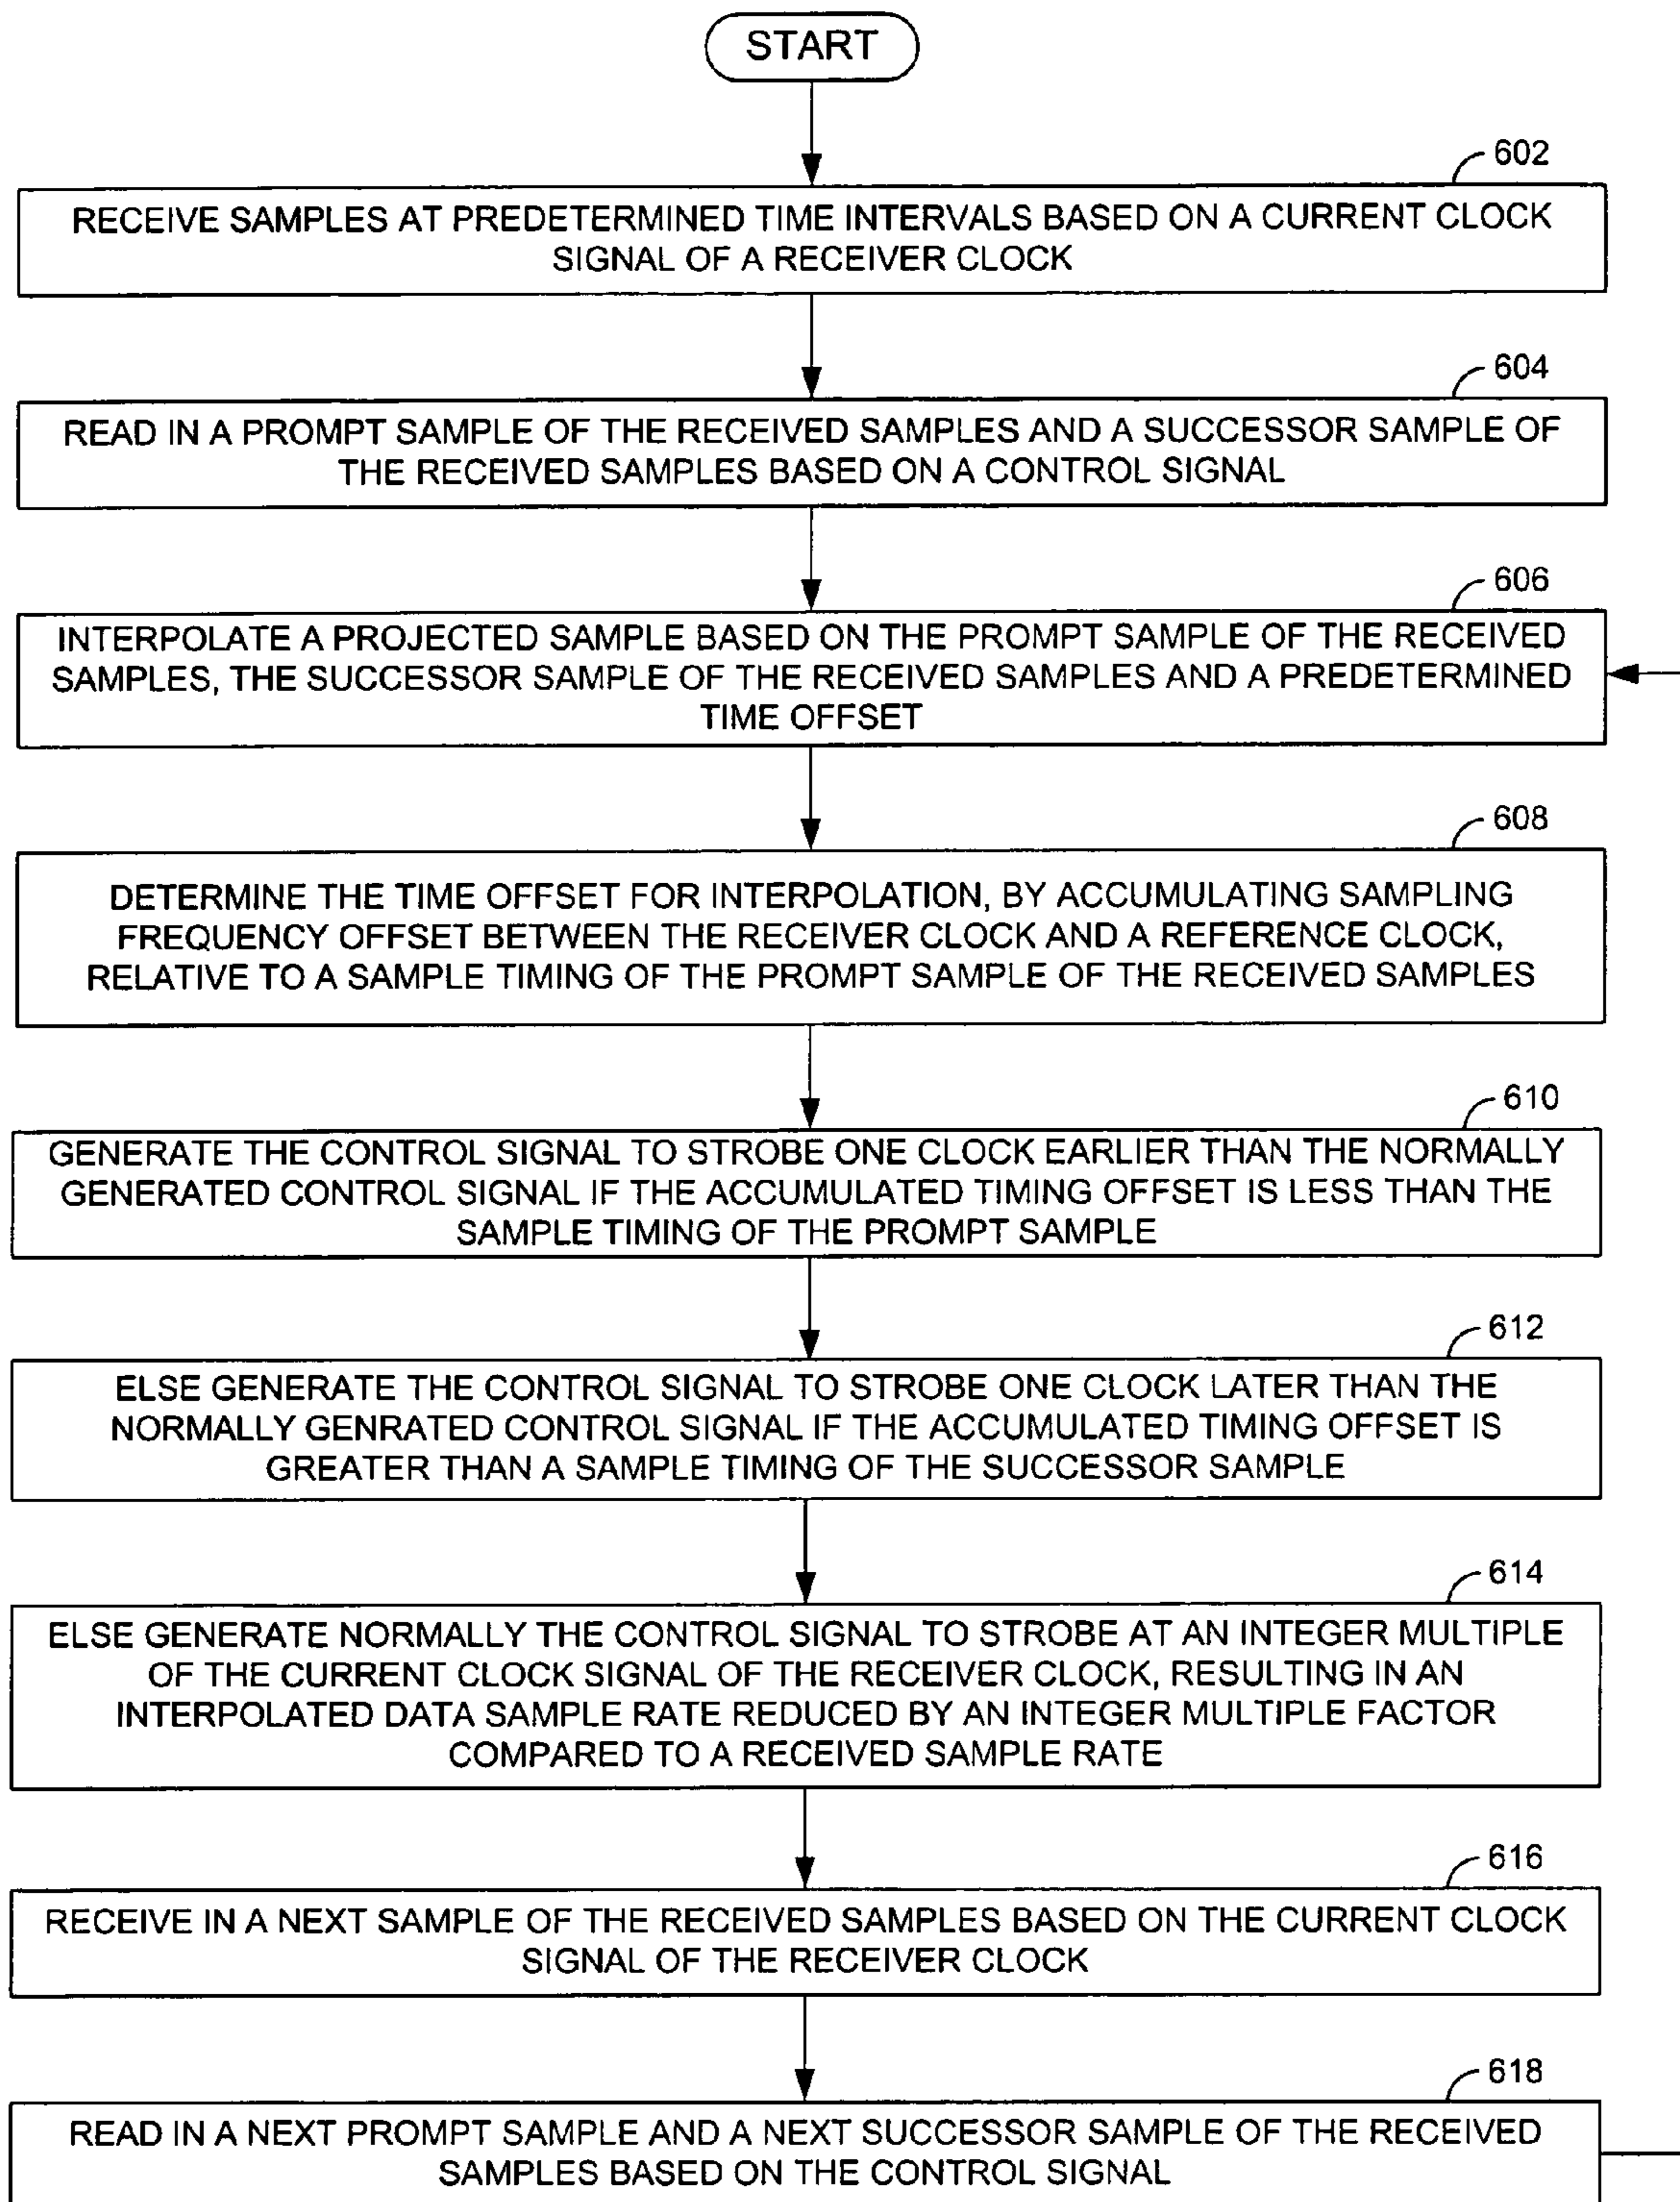 START
602
RECEIVE SAMPLES AT PREDETERMINED TIME INTERVALS BASED ON A CURRENT CLOCK
SIGNAL OF A RECEIVER CLOCK
604
READ IN A PROMPT SAMPLE OF THE RECEIVED SAMPLES AND A SUCCESSOR SAMPLE OF
THE RECEIVED SAMPLES BASED ON A CONTROL SIGNAL
606
INTERPOLATE A PROJECTED SAMPLE BASED ON THE PROMPT SAMPLE OF THE RECEIVED
SAMPLES, THE SUCCESSOR SAMPLE OF THE RECEIVED SAMPLES AND A PREDETERMINED
TIME OFFSET
608
DETERMINE THE TIME OFFSET FOR INTERPOLATION, BY ACCUMULATING SAMPLING
FREQUENCY OFFSET BETWEEN THE RECEIVER CLOCK AND A REFERENCE CLOCK,
RELATIVE TO A SAMPLE TIMING OF THE PROMPT SAMPLE OF THE RECEIVED SAMPLES
610
GENERATE THE CONTROL SIGNAL TO STROBE ONE CLOCK EARLIER THAN THE NORMALLY
GENERATED CONTROL SIGNAL IF THE ACCUMULATED TIMING OFFSET IS LESS THAN THE
SAMPLE TIMING OF THE PROMPT SAMPLE
612
ELSE GENERATE THE CONTROL SIGNAL TO STROBE ONE CLOCK LATER THAN THE
NORMALLY GENRATED CONTROL SIGNAL IF THE ACCUMULATED TIMING OFFSET IS
GREATER THAN A SAMPLE TIMING OF THE SUCCESSOR SAMPLE
614
ELSE GENERATE NORMALLY THE CONTROL SIGNAL TO STROBE AT AN INTEGER MULTIPLE
OF THE CURRENT CLOCK SIGNAL OF THE RECEIVER CLOCK, RESULTING IN AN
INTERPOLATED DATA SAMPLE RATE REDUCED BY AN INTEGER MULTIPLE FACTOR
COMPARED TO A RECEIVED SAMPLE RATE
616
RECEIVE IN A NEXT SAMPLE OF THE RECEIVED SAMPLES BASED ON THE CURRENT CLOCK
SIGNAL OF THE RECEIVER CLOCK
618
READ IN A NEXT PROMPT SAMPLE AND A NEXT SUCCESSOR SAMPLE OF THE RECEIVED
SAMPLES BASED ON THE CONTROL SIGNAL